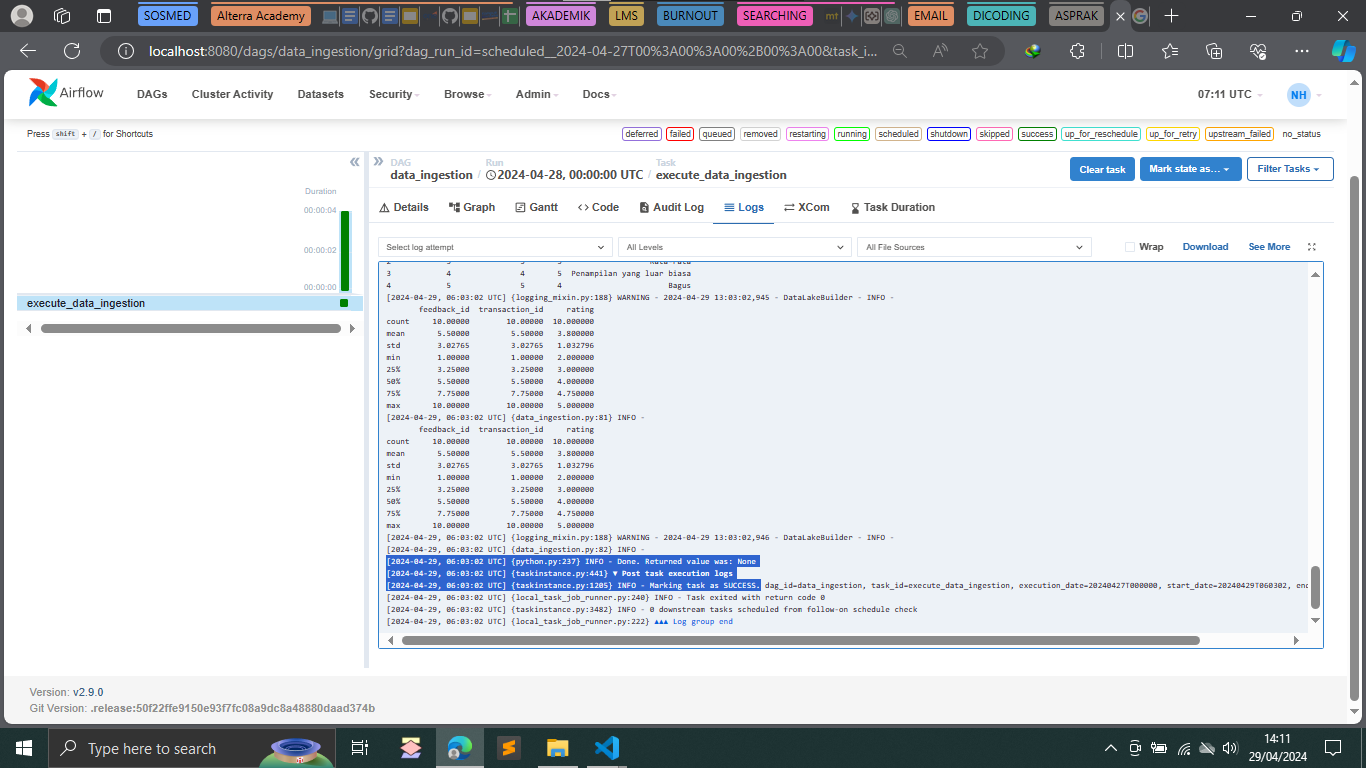 SOSMED
Alterra Academy
AKADEMIK
LMS
BURNOUT
SEARCHING
mt
EMAIL
DICODING
ASPRAK
localhost:8080/dags/data_ingestion/grid?dag_run_id=scheduled__2024-04-27T00%3A00%3A00%2B00%3A00&task_i...
Airflow
DAGs
Cluster Activity
Datasets
Security
Browse
Admin
Docs
07:11 UTC
NH
Press shift + / for Shortcuts
deferred
failed
queued
removed
restarting
running
scheduled
shutdown
skipped
success
up_for_reschedule
up_for_retry
upstream_failed
no_status
Duration
00:00:04
00:00:02
00:00:00
execute_data_ingestion
DAG
data_ingestion /
Run
2024-04-28, 00:00:00 UTC /
Task
execute_data_ingestion
Clear task
Mark state as...
Filter Tasks
Details
Graph
Gantt
Code
Audit Log
Logs
XCom
Task Duration
Select log attempt
All Levels
All File Sources
Wrap
Download
See More
2 3 3 3 Rata rata
3 4 4 5 Penampilan yang luar biasa
4 5 5 4 Bagus
[2024-04-29, 06:03:02 UTC] {logging_mixin.py:188} WARNING - 2024-04-29 13:03:02,945 - DataLakeBuilder - INFO -
feedback_id transaction_id rating
count 10.00000 10.00000 10.000000
mean 5.50000 5.50000 3.800000
std 3.02765 3.02765 1.032796
min 1.00000 1.00000 2.000000
25% 3.25000 3.25000 3.000000
50% 5.50000 5.50000 4.000000
75% 7.75000 7.75000 4.750000
max 10.00000 10.00000 5.000000
[2024-04-29, 06:03:02 UTC] {data_ingestion.py:81} INFO -
feedback_id transaction_id rating
count 10.00000 10.00000 10.000000
mean 5.50000 5.50000 3.800000
std 3.02765 3.02765 1.032796
min 1.00000 1.00000 2.000000
25% 3.25000 3.25000 3.000000
50% 5.50000 5.50000 4.000000
75% 7.75000 7.75000 4.750000
max 10.00000 10.00000 5.000000
[2024-04-29, 06:03:02 UTC] {logging_mixin.py:188} WARNING - 2024-04-29 13:03:02,946 - DataLakeBuilder - INFO -
[2024-04-29, 06:03:02 UTC] {data_ingestion.py:82} INFO -
[2024-04-29, 06:03:02 UTC] {python.py:237} INFO - Done. Returned value was: None
[2024-04-29, 06:03:02 UTC] {taskinstance.py:441} ▼ Post task execution logs
[2024-04-29, 06:03:02 UTC] {taskinstance.py:1205} INFO - Marking task as SUCCESS. dag_id=data_ingestion, task_id=execute_data_ingestion, execution_date=20240427T000000, start_date=20240429T060302, enc
[2024-04-29, 06:03:02 UTC] {local_task_job_runner.py:240} INFO - Task exited with return code 0
[2024-04-29, 06:03:02 UTC] {taskinstance.py:3482} INFO - 0 downstream tasks scheduled from follow-on schedule check
[2024-04-29, 06:03:02 UTC] {local_task_job_runner.py:222} ▲▲▲ Log group end
Version: v2.9.0
Git Version: .release:50f22ffe9150e93f7fc08a9dc8a48880daad374b
Type here to search
14:11
29/04/2024